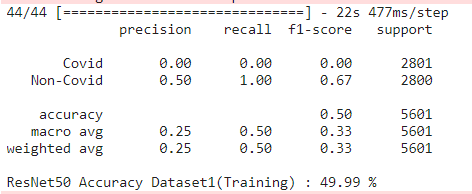 44/44 [==============================] - 22s 477ms/step
precision recall f1-score support
Covid 0.00 0.00 0.00 2801
Non-Covid 0.50 1.00 0.67 2800
accuracy 0.50 5601
macro avg 0.25 0.50 0.33 5601
weighted avg 0.25 0.50 0.33 5601
ResNet50 Accuracy Dataset1(Training) : 49.99 %